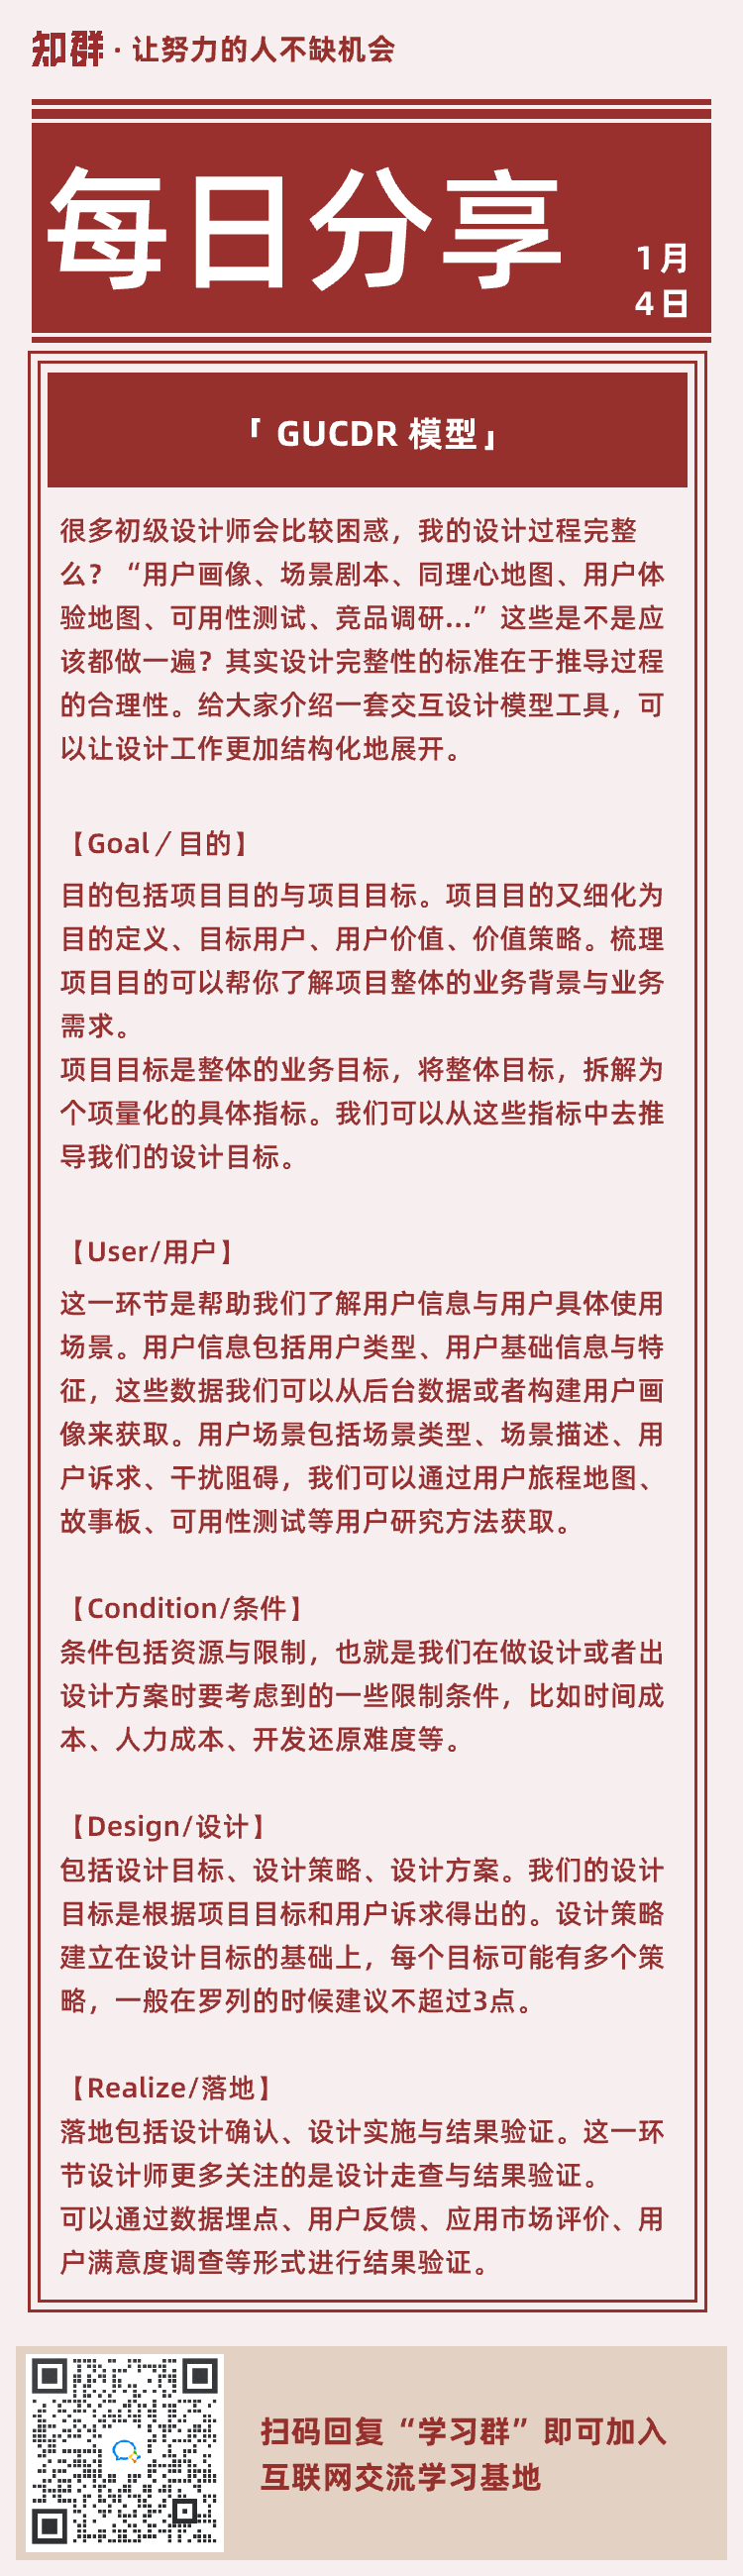 知群 · 让努力的人不缺机会
每日分享
1月
4日
「 GUCDR 模型」
很多初级设计师会比较困惑，我的设计过程完整
么？“用户画像、场景剧本、同理心地图、用户体
验地图、可用性测试、竞品调研...”这些是不是应
该都做一遍？其实设计完整性的标准在于推导过程
的合理性。给大家介绍一套交互设计模型工具，可
以让设计工作更加结构化地展开。
【Goal／目的】
目的包括项目目的与项目目标。项目目的又细化为
目的定义、目标用户、用户价值、价值策略。梳理
项目目的可以帮你了解项目整体的业务背景与业务
需求。
项目目标是整体的业务目标，将整体目标，拆解为
个项量化的具体指标。我们可以从这些指标中去推
导我们的设计目标。
【User/用户】
这一环节是帮助我们了解用户信息与用户具体使用
场景。用户信息包括用户类型、用户基础信息与特
征，这些数据我们可以从后台数据或者构建用户画
像来获取。用户场景包括场景类型、场景描述、用
户诉求、干扰阻碍，我们可以通过用户旅程地图、
故事板、可用性测试等用户研究方法获取。
【Condition/条件】
条件包括资源与限制，也就是我们在做设计或者出
设计方案时要考虑到的一些限制条件，比如时间成
本、人力成本、开发还原难度等。
【Design/设计】
包括设计目标、设计策略、设计方案。我们的设计
目标是根据项目目标和用户诉求得出的。设计策略
建立在设计目标的基础上，每个目标可能有多个策
略，一般在罗列的时候建议不超过3点。
【Realize/落地】
落地包括设计确认、设计实施与结果验证。这一环
节设计师更多关注的是设计走查与结果验证。
可以通过数据埋点、用户反馈、应用市场评价、用
户满意度调查等形式进行结果验证。
扫码回复“学习群”即可加入
互联网交流学习基地